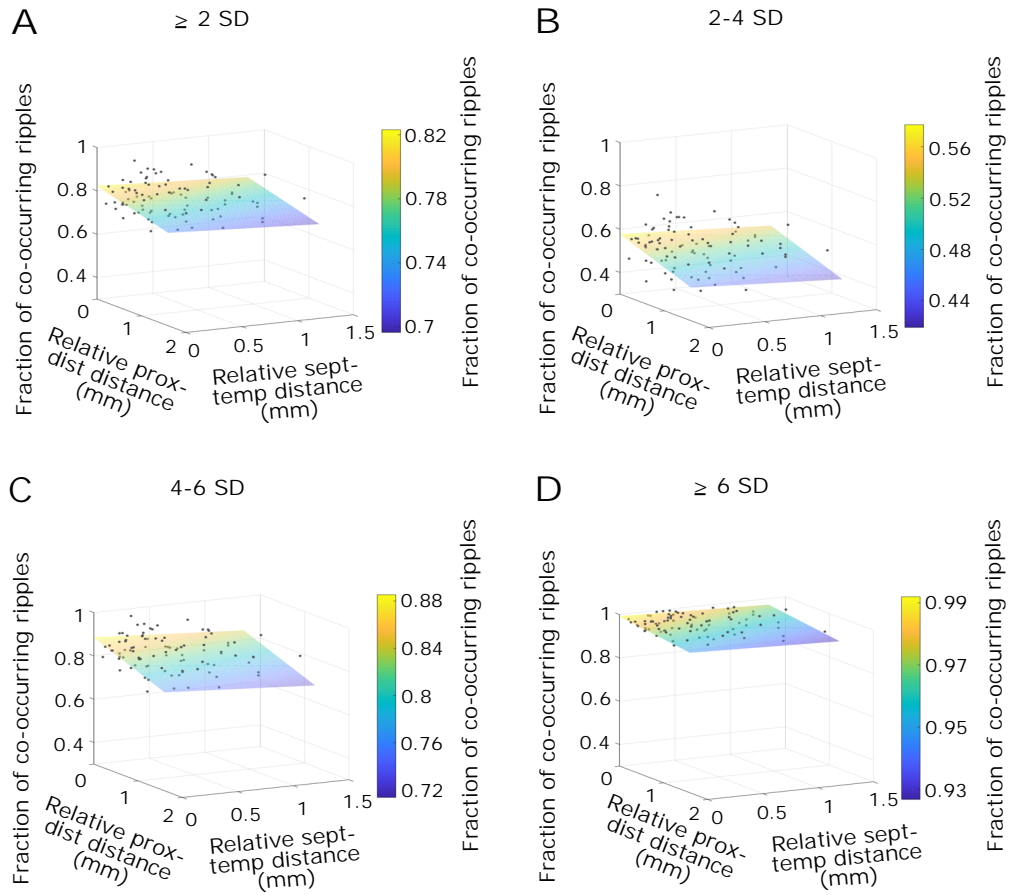 A
≥ 2 SD
Fraction of co-occurring ripples
1
0.8
0.6
0.4
0
1
2
0
0.5
1
1.5
Relative prox-
dist distance
(mm)
Relative sept-
temp distance
(mm)
0.82
0.78
0.74
0.7
Fraction of co-occurring ripples
B
2-4 SD
Fraction of co-occurring ripples
1
0.8
0.6
0.4
0
1
2
0
0.5
1
1.5
Relative prox-
dist distance
(mm)
Relative sept-
temp distance
(mm)
0.56
0.52
0.48
0.44
Fraction of co-occurring ripples
C
4-6 SD
Fraction of co-occurring ripples
1
0.8
0.6
0.4
0
1
2
0
0.5
1
1.5
Relative prox-
dist distance
(mm)
Relative sept-
temp distance
(mm)
0.88
0.84
0.8
0.76
0.72
Fraction of co-occurring ripples
D
≥ 6 SD
Fraction of co-occurring ripples
1
0.8
0.6
0.4
0
1
2
0
0.5
1
1.5
Relative prox-
dist distance
(mm)
Relative sept-
temp distance
(mm)
0.99
0.97
0.95
0.93
Fraction of co-occurring ripples